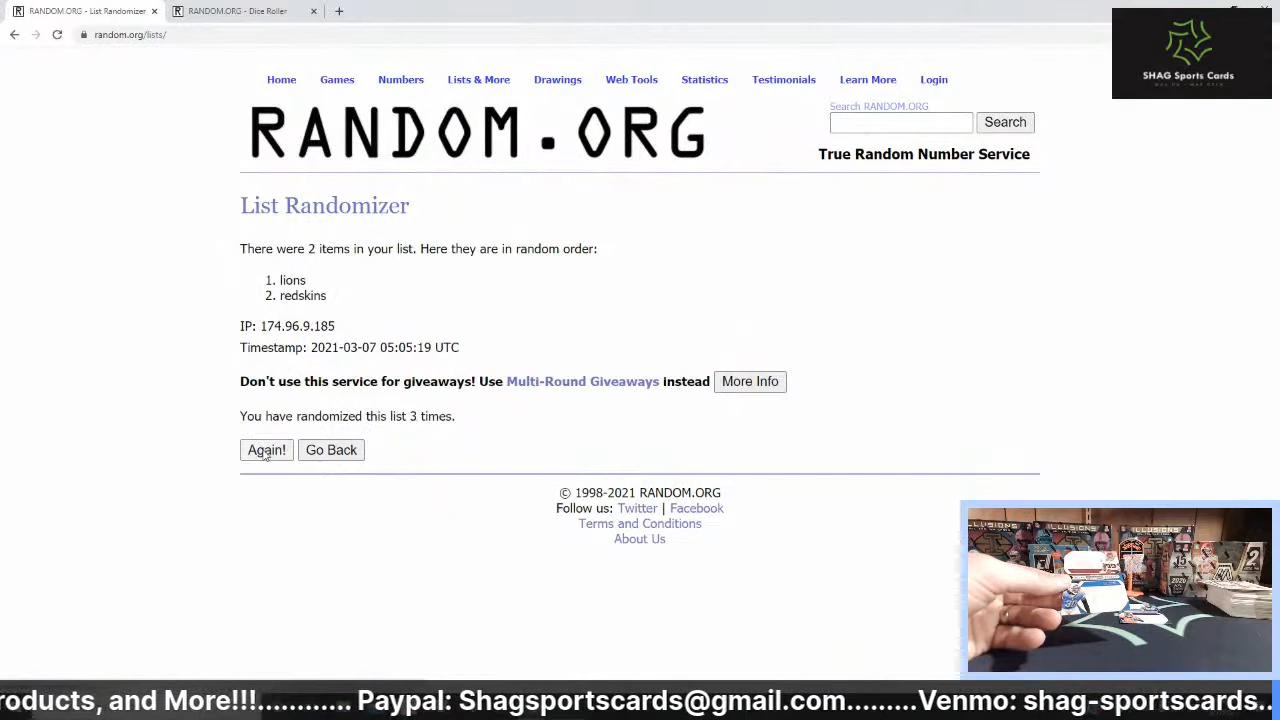 RANDOM.ORG - List Randomizer
RANDOM.ORG - Dice Roller
random.org/lists/
SHAG Sports Cards
Home Games Numbers Lists & More Drawings Web Tools Statistics Testimonials Learn More Login
RANDOM.ORG
Search RANDOM.ORG
Search
True Random Number Service
List Randomizer
There were 2 items in your list. Here they are in random order:
1. lions
2. redskins
IP: 174.96.9.185
Timestamp: 2021-03-07 05:05:19 UTC
Don't use this service for giveaways! Use Multi-Round Giveaways instead More Info
You have randomized this list 3 times.
Again! Go Back
© 1998-2021 RANDOM.ORG
Follow us: Twitter | Facebook
Terms and Conditions
About Us
ILLUSIONS
ILLUSIONS
roducts, and More!!!............ Paypal: Shagsportscards@gmail.com.........Venmo: shag-sportscards..